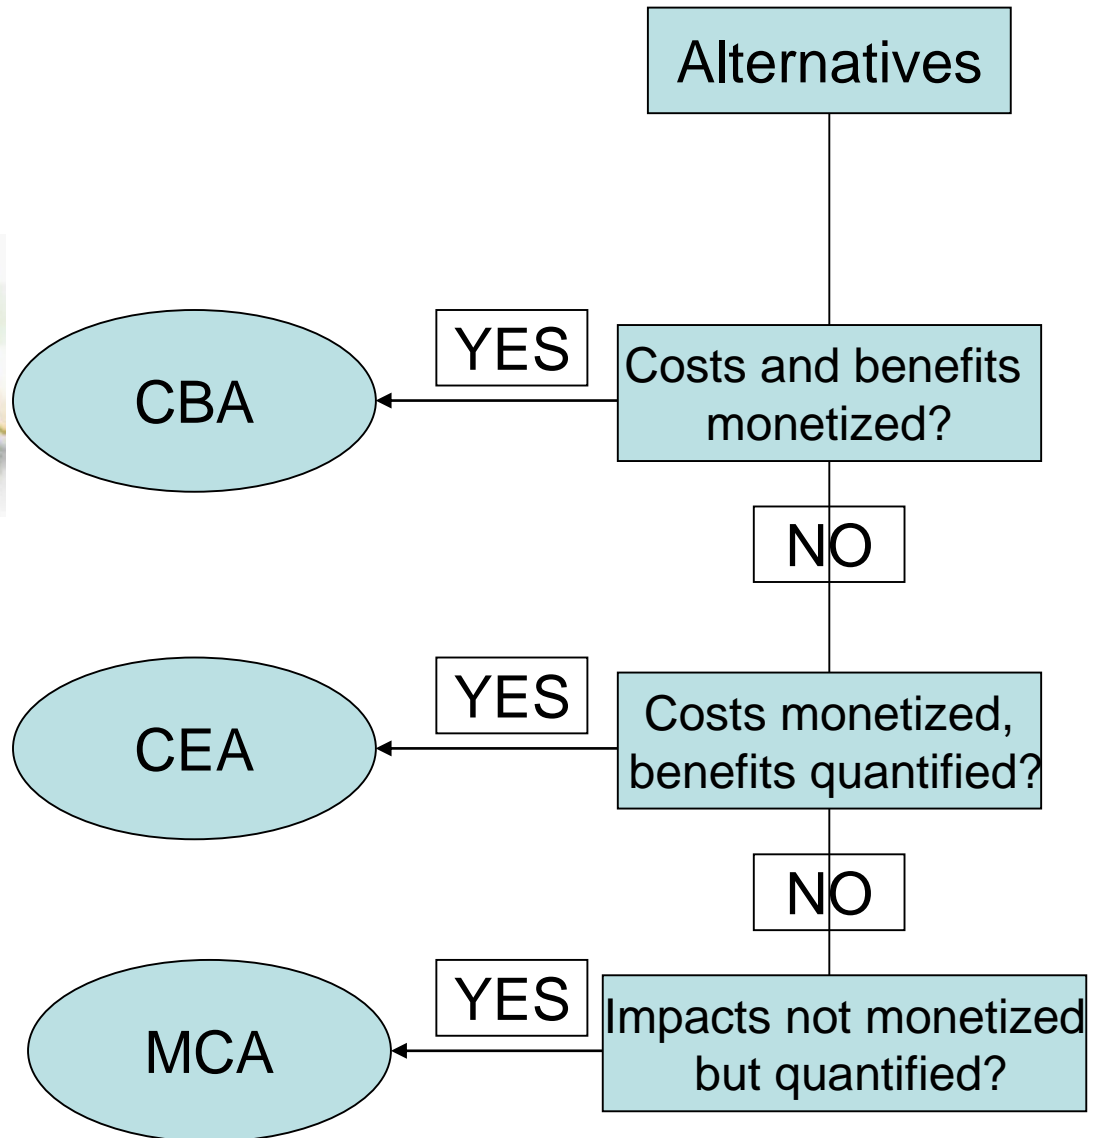 Alternatives
YES
Costs and benefits
monetized?
CBA
NO
YES
Costs monetized,
benefits quantified?
CEA
NO
YES
Impacts not monetized
but quantified?
MCA